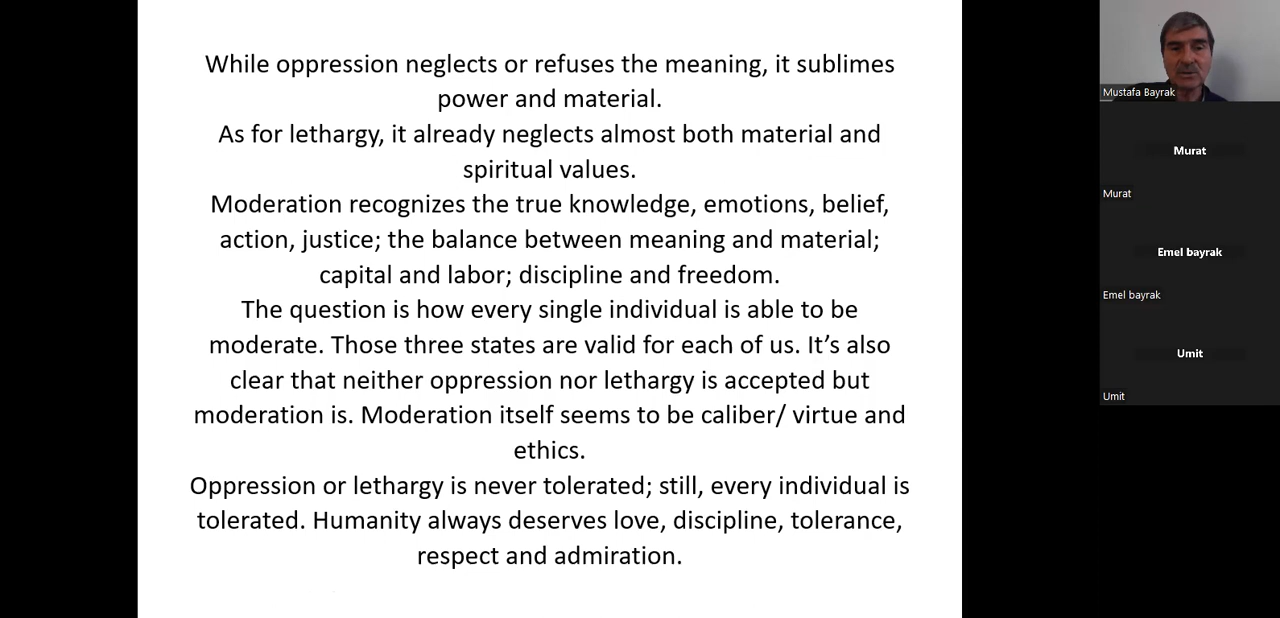 While oppression neglects or refuses the meaning, it sublimes
power and material.
As for lethargy, it already neglects almost both material and
spiritual values.
Moderation recognizes the true knowledge, emotions, belief,
action, justice; the balance between meaning and material;
capital and labor; discipline and freedom.
The question is how every single individual is able to be
moderate. Those three states are valid for each of us. It’s also
clear that neither oppression nor lethargy is accepted but
moderation is. Moderation itself seems to be caliber/ virtue and
ethics.
Oppression or lethargy is never tolerated; still, every individual is
tolerated. Humanity always deserves love, discipline, tolerance,
respect and admiration.
Mustafa Bayrak
Murat
Murat
Emel bayrak
Emel bayrak
Umit
Umit